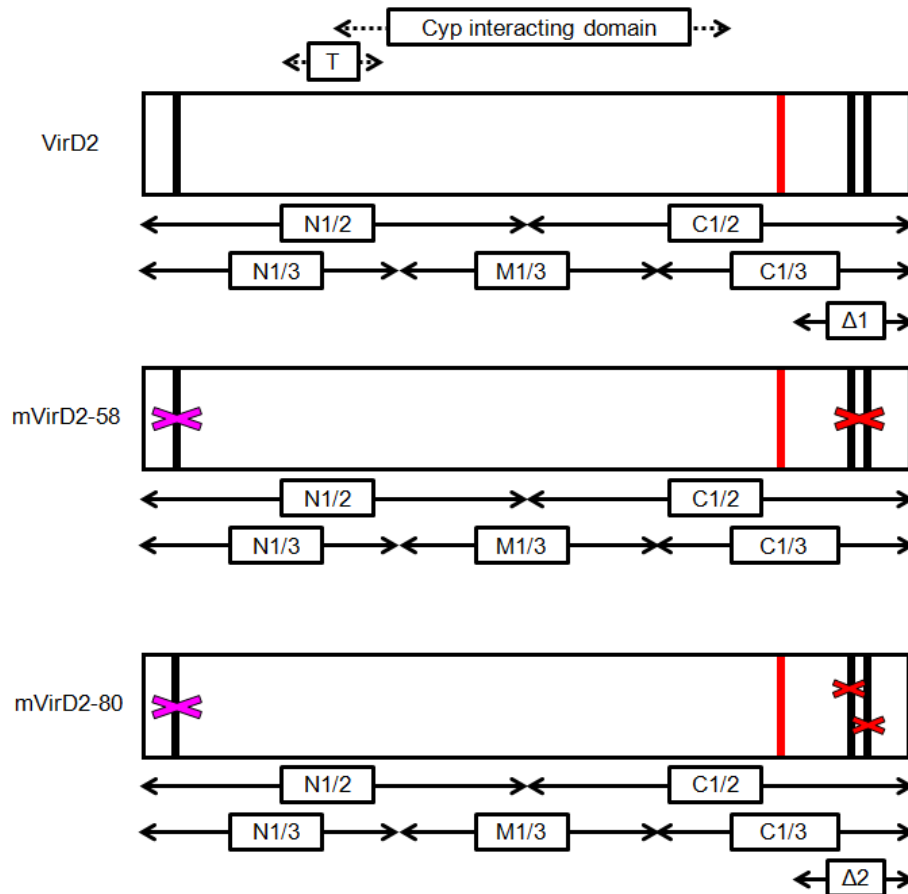 Cyp interacting domain
T
VirD2
N1/2 C1/2
N1/3 M1/3 C1/3
Δ1
mVirD2-58
N1/2 C1/2
N1/3 M1/3 C1/3
mVirD2-80
N1/2 C1/2
N1/3 M1/3 C1/3
Δ2